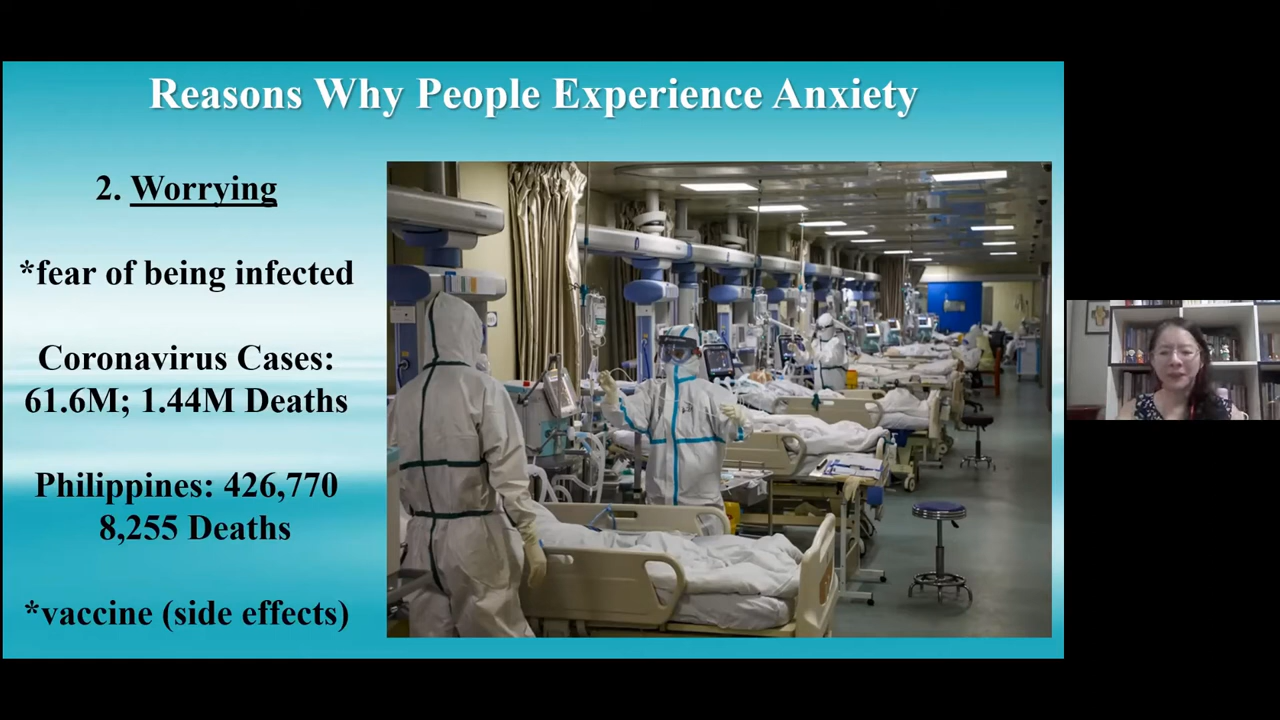 Reasons Why People Experience Anxiety
2. Worrying
*fear of being infected
Coronavirus Cases:
61.6M; 1.44M Deaths
Philippines: 426,770
8,255 Deaths
*vaccine (side effects)